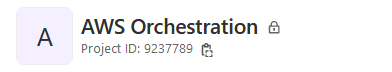 A
AWS Orchestration
Project ID: 9237789